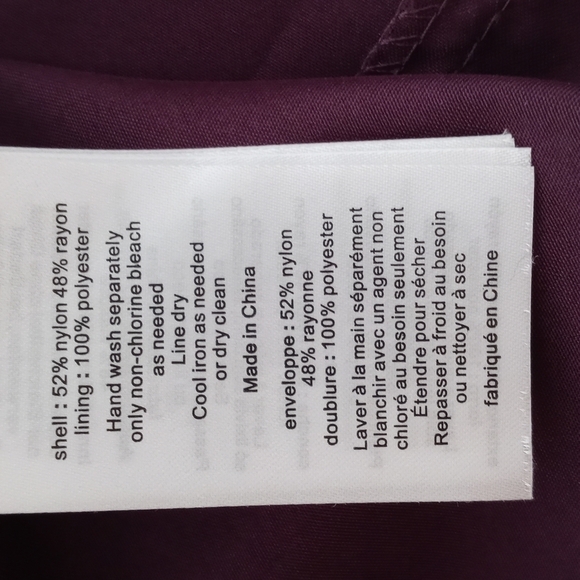 shell : 52% nylon 48% rayon
lining : 100% polyester
Hand wash separately
only non-chlorine bleach
as needed
Line dry
Cool iron as needed
or dry clean
Made in China
enveloppe : 52% nylon
48% rayonne
doublure : 100% polyester
Laver à la main séparément
blanchir avec un agent non
chloré au besoin seulement
Étendre pour sécher
Repasser à froid au besoin
ou nettoyer à sec
fabriqué en Chine